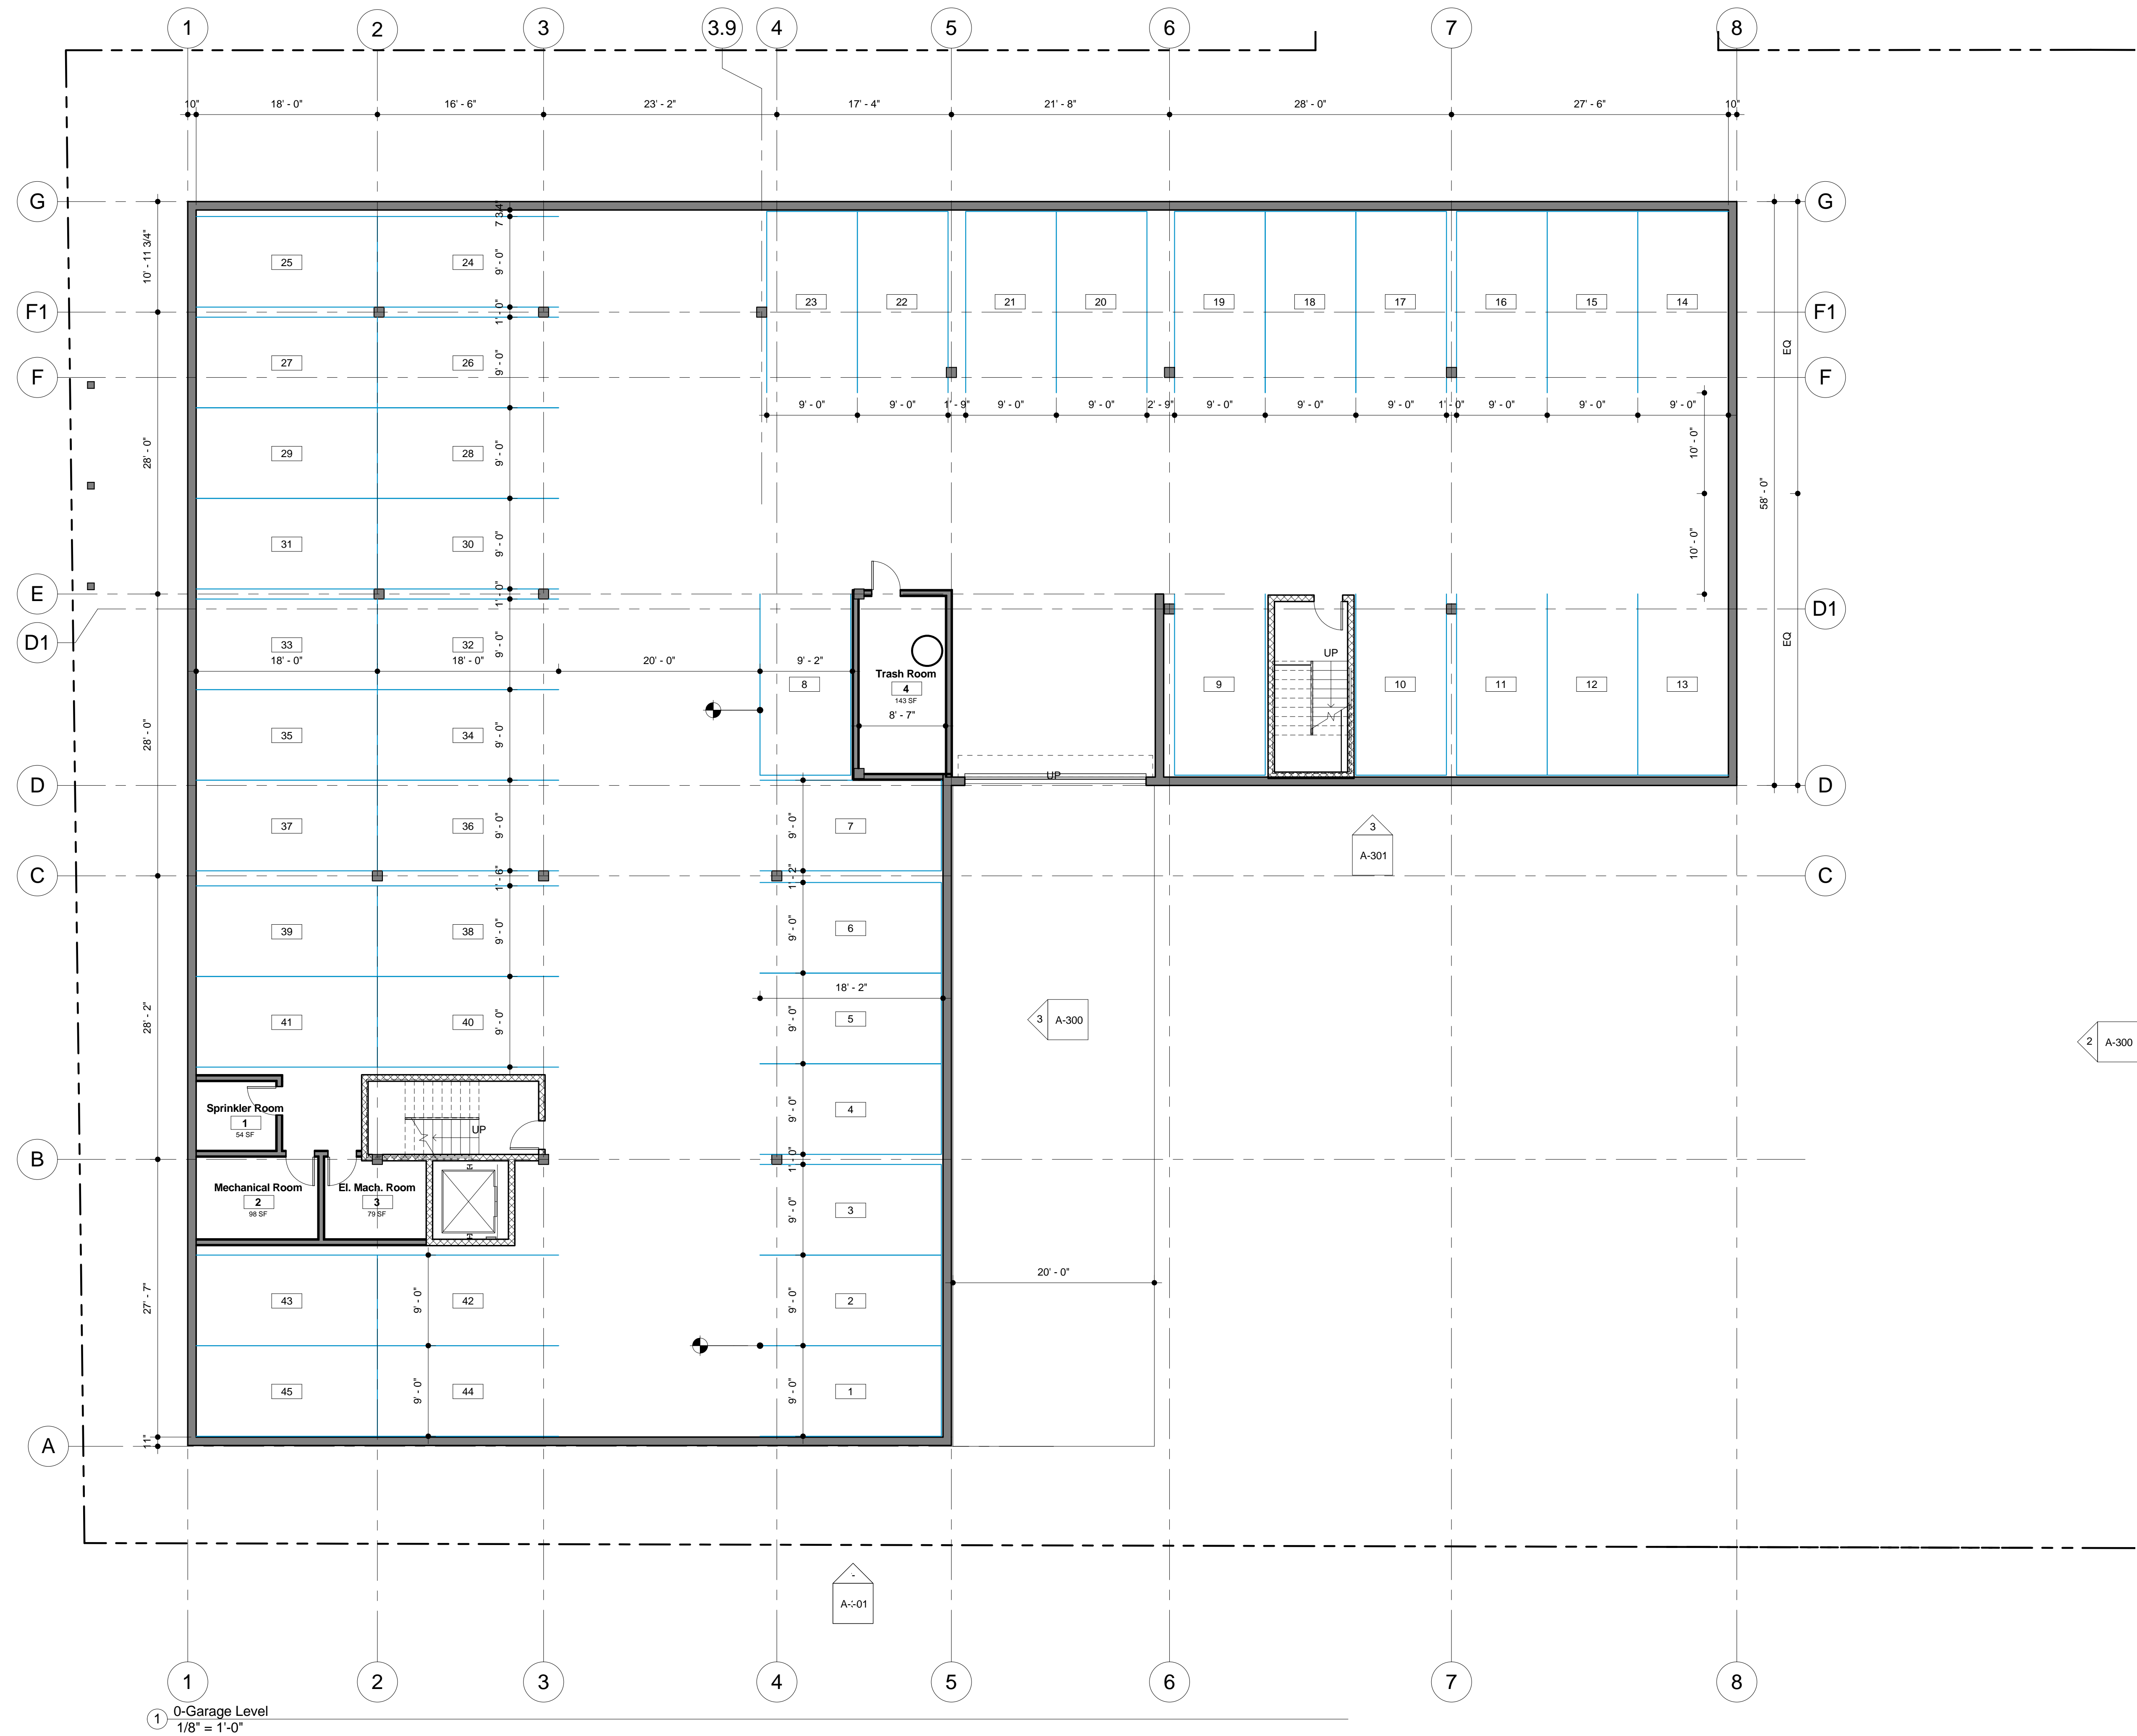 1 2 3 3.9 4 5 6 7 8
10" 18' - 0" 16' - 6" 23' - 2" 17' - 4" 21' - 8" 28' - 0" 27' - 6" 10"
G G
7 3/4"
10' - 11 3/4"
25 24 9' - 0"
23 22 21 20 19 18 17 16 15 14
F1 1' - 0" F1
EQ
27 26 9' - 0"
F F
9' - 0" 9' - 0" 1' - 9" 9' - 0" 9' - 0" 2' - 9" 9' - 0" 9' - 0" 9' - 0" 1' - 0" 9' - 0" 9' - 0" 9' - 0"
28' - 0" 29 28 9' - 0" 10' - 0"
58' - 0"
31 30 9' - 0" 10' - 0"
E 1' - 0"
D1 D1
33 32 9' - 0"
EQ
UP
18' - 0" 18' - 0" 20' - 0" 9' - 2"
Trash Room
8 4 9 10 11 12 13
143 SF
8' - 7"
28' - 0" 35 34 9' - 0"
UP
D D
37 36 9' - 0" 9' - 0" 7
3
A-301
C 1' - 6" 1' - 2" C
39 38 9' - 0" 9' - 0" 6
18' - 2"
28' - 2" 41 40 9' - 0" 9' - 0" 5
3 A-300
2 A-300
Sprinkler Room
1
54 SF
UP
9' - 0" 4
B 1' - 0"
Mechanical Room El. Mach. Room
2 3
98 SF 79 SF
9' - 0" 3
20' - 0"
27' - 7" 43 9' - 0" 42 9' - 0" 2
45 9' - 0" 44 9' - 0" 1
11"
A
-
1 2 3 4 5 6 7 8
1 0-Garage Level
1/8" = 1'-0"